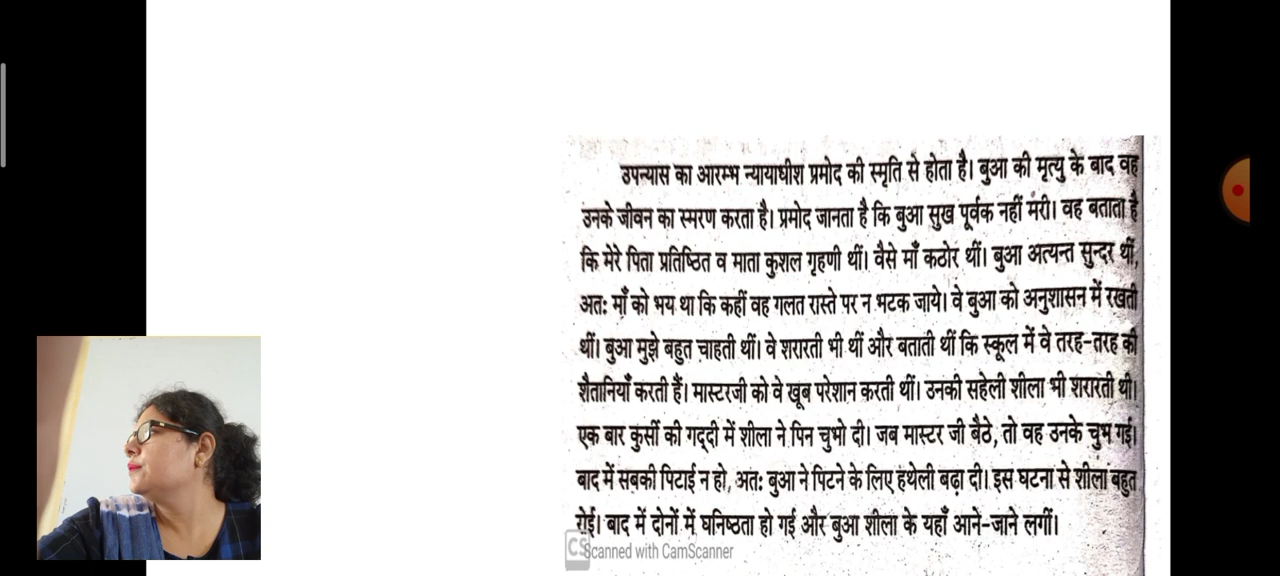 उपन्यास का आरम्भ न्यायाधीश प्रमोद की स्मृति से होता है। बुआ की मृत्यु के बाद वह
उनके जीवन का स्मरण करता है। प्रमोद जानता है कि बुआ सुख पूर्वक नहीं मरी। वह बताता है
कि मेरे पिता प्रतिष्ठित व माता कुशल गृहणी थीं। वैसे माँ कठोर थीं। बुआ अत्यन्त सुन्दर थीं,
अतः माँ को भय था कि कहीं वह गलत रास्ते पर न भटक जाये। वे बुआ को अनुशासन में रखती
थीं। बुआ मुझे बहुत चाहती थीं। वे शरारती भी थीं और बताती थीं कि स्कूल में वे तरह-तरह की
शैतानियाँ करती हैं। मास्टरजी को वे खूब परेशान करती थीं। उनकी सहेली शीला भी शरारती थी।
एक बार कुर्सी की गद्दी में शीला ने पिन चुभो दी। जब मास्टर जी बैठे, तो वह उनके चुभ गई।
बाद में सबकी पिटाई न हो, अतः बुआ ने पिटने के लिए हथेली बढ़ा दी। इस घटना से शीला बहुत
रोई। बाद में दोनों में घनिष्ठता हो गई और बुआ शीला के यहाँ आने-जाने लगीं।
CS Scanned with CamScanner